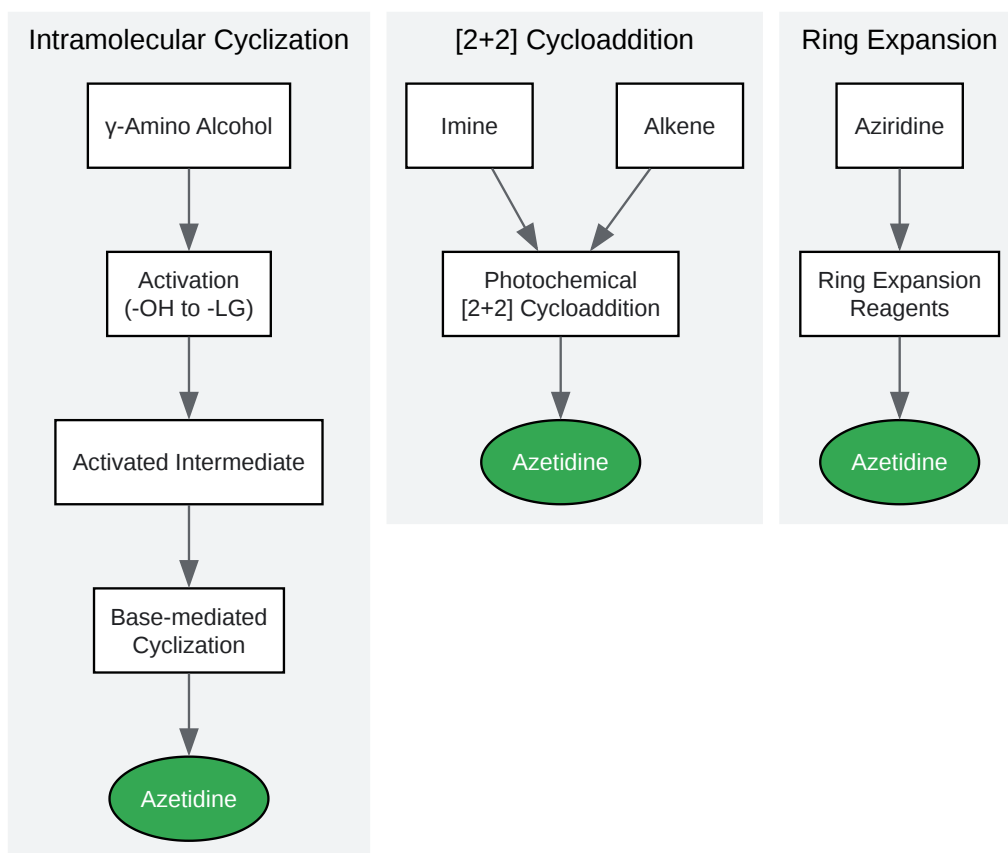 Intramolecular Cyclization
γ-Amino Alcohol
Activation
(-OH to -LG)
Activated Intermediate
Base-mediated
Cyclization
Azetidine
[2+2] Cycloaddition
Imine
Alkene
Photochemical
[2+2] Cycloaddition
Azetidine
Ring Expansion
Aziridine
Ring Expansion
Reagents
Azetidine